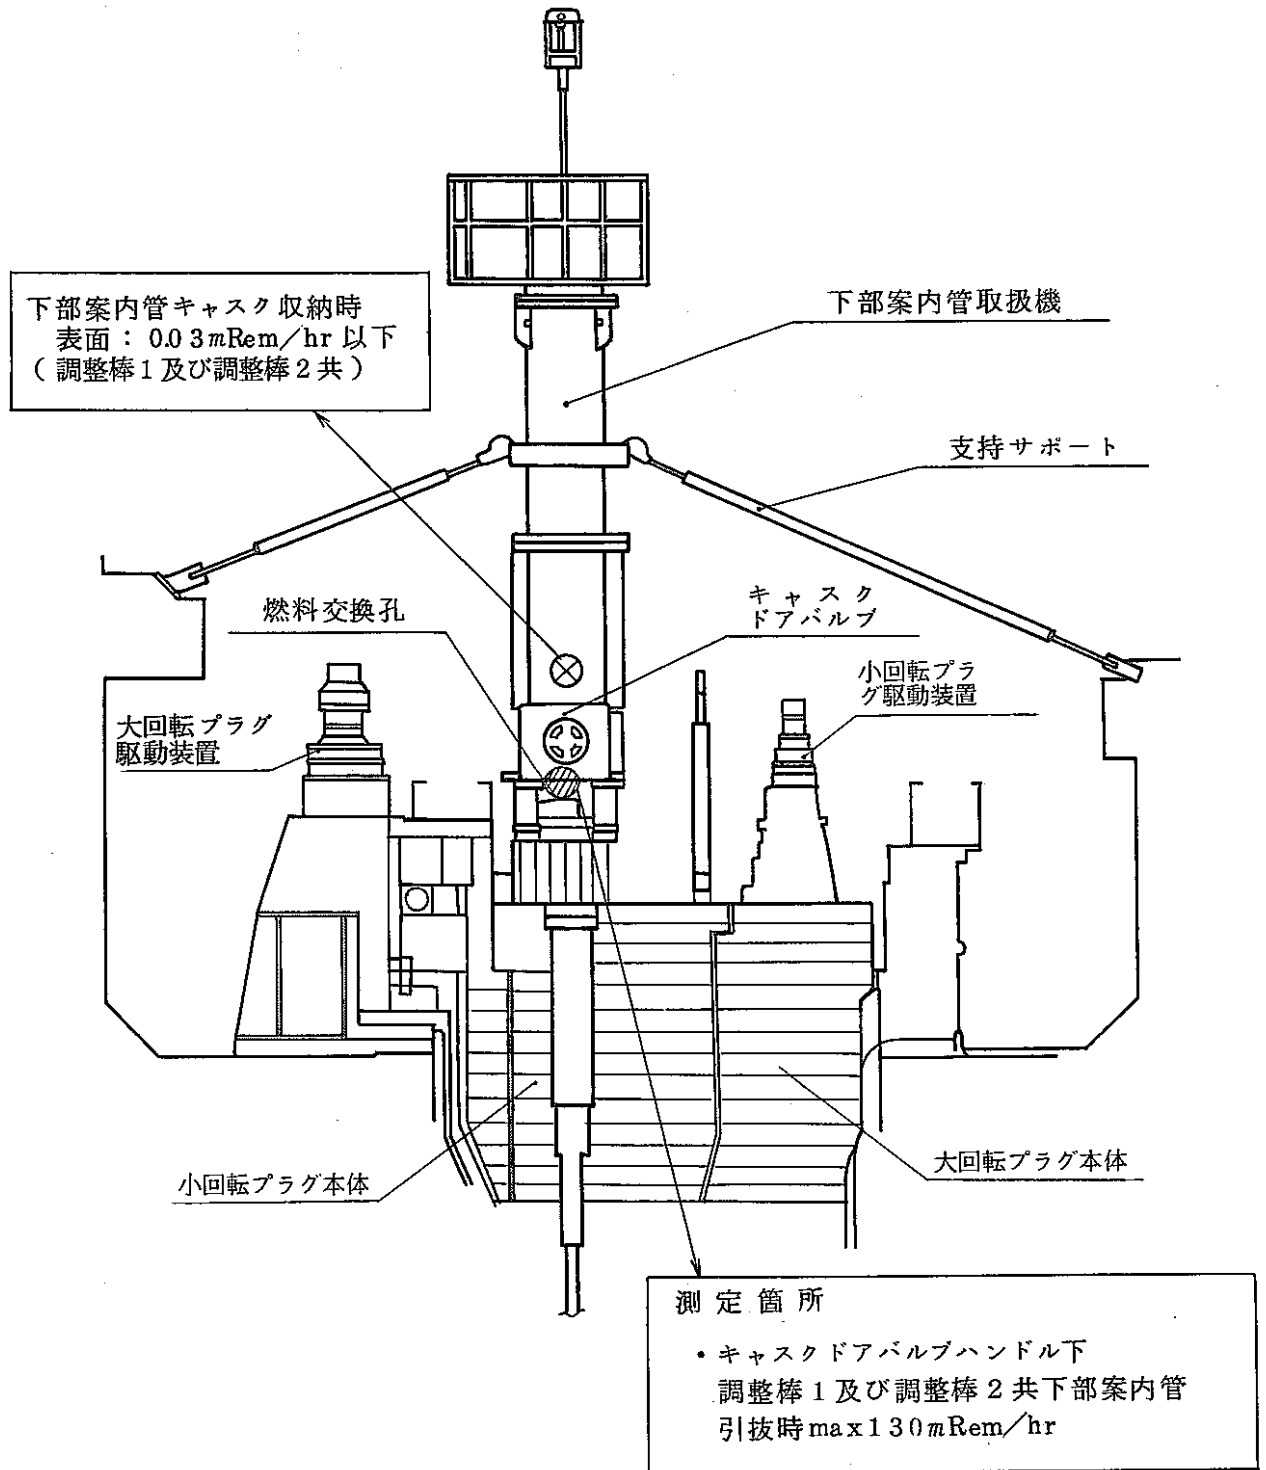 下部案内管キャスク収納時
表面：0.03mRem/hr 以下
（調整棒1及び調整棒2共）
下部案内管取扱機
支持サポート
燃料交換孔
キャスク
ドアバルブ
小回転プラ
グ駆動装置
大回転プラグ
駆動装置
小回転プラグ本体
大回転プラグ本体
測定箇所
・キャスクドアバルブハンドル下
調整棒1及び調整棒2共下部案内管
引抜時max130mRem/hr